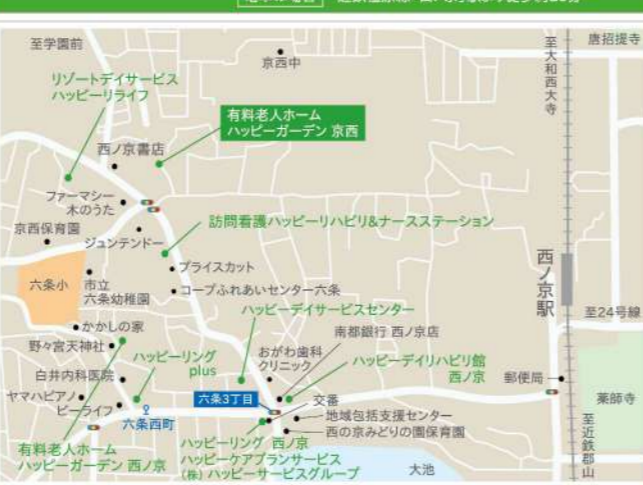 至学園前
京西中
至大和西大寺
唐招提寺
リゾートデイサービス
ハッピーリライフ
有料老人ホーム
ハッピーガーデン 京西
西ノ京書店
ファーマシー
木のうた
京西保育園
ジュンテンドー
訪問看護ハッピーリハビリ&ナースステーション
六条小
市立
六条幼稚園
プライスカット
コープふれあいセンター六条
西ノ京駅
至24号線
かかしの家
ハッピーデイサービスセンター
南都銀行 西ノ京店
野々宮天神社
ハッピーリング
plus
おがわ歯科
クリニック
ハッピーデイリハビリ館
西ノ京
郵便局
薬師寺
白井内科医院
ヤマハピアノ
ビーライフ
六条西町
六条3丁目
交番
地域包括支援センター
西の京みどりの園保育園
有料老人ホーム
ハッピーガーデン 西ノ京
ハッピーリング 西ノ京
ハッピーケアプランサービス
(株) ハッピーサービスグループ
大池
至近鉄郡山